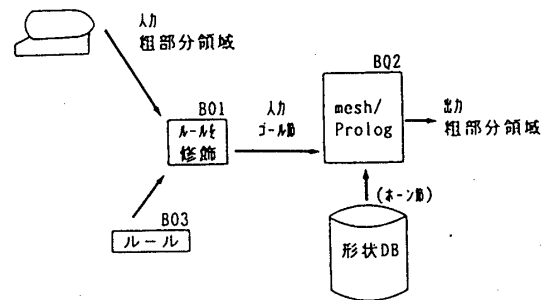 入力
粗部分領域
B01
ルールを
修飾
入力
ゴール節
BQ2
mesh/
Prolog
出力
粗部分領域
B03
ルール
(ホーン節)
形状DB